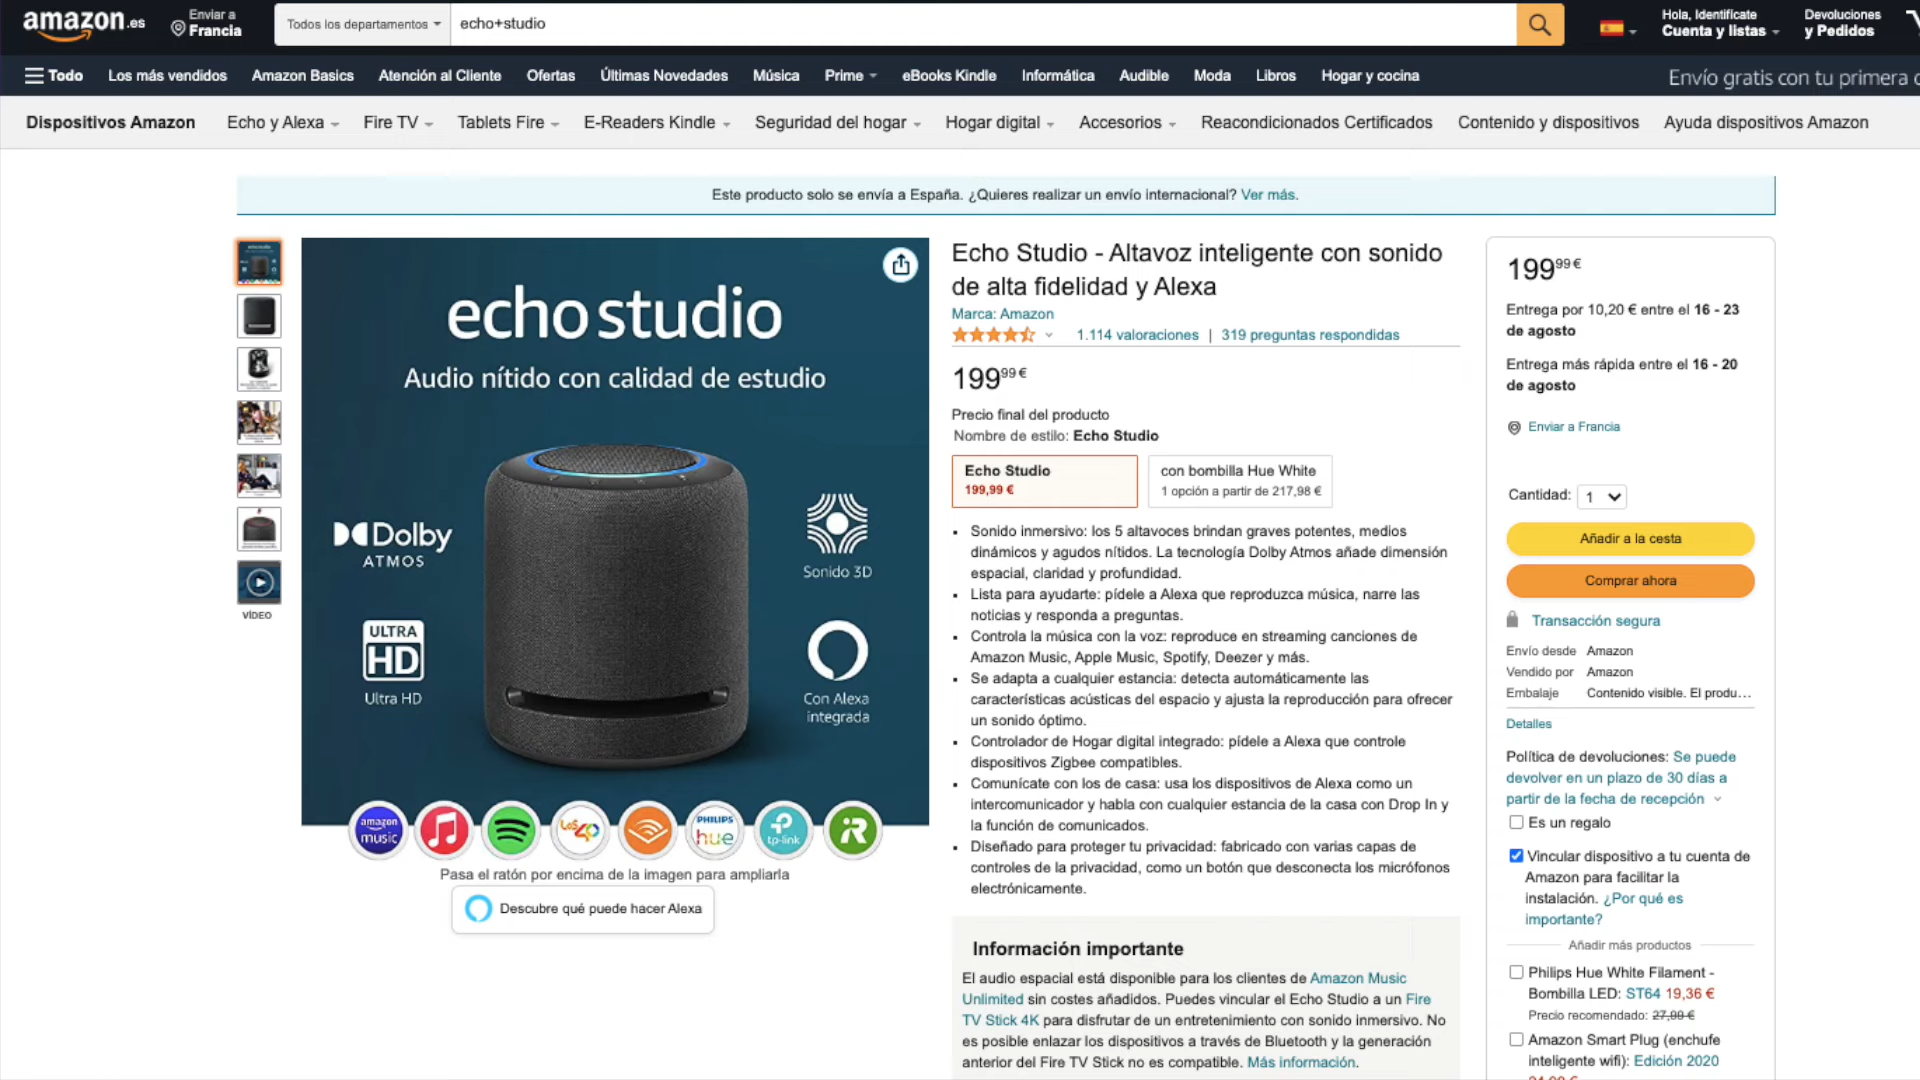 amazon.es
Enviar a
Francia
Todos los departamentos
echo+studio
Hola, Identifícate
Cuenta y listas
Devoluciones
y Pedidos
Todo
Los más vendidos
Amazon Basics
Atención al Cliente
Ofertas
Últimas Novedades
Música
Prime
eBooks Kindle
Informática
Audible
Moda
Libros
Hogar y cocina
Envío gratis con tu primera
Dispositivos Amazon
Echo y Alexa
Fire TV
Tablets Fire
E-Readers Kindle
Seguridad del hogar
Hogar digital
Accesorios
Reacondicionados Certificados
Contenido y dispositivos
Ayuda dispositivos Amazon
Este producto solo se envía a España. ¿Quieres realizar un envío internacional? Ver más.
VÍDEO
echo studio
Audio nítido con calidad de estudio
Dolby
ATMOS
Sonido 3D
ULTRA
HD
Ultra HD
Con Alexa
integrada
amazon
music
LOS40
PHILIPS
hue
tp-link
iR
Pasa el ratón por encima de la imagen para ampliarla
Descubre qué puede hacer Alexa
Echo Studio - Altavoz inteligente con sonido
de alta fidelidad y Alexa
Marca: Amazon
1.114 valoraciones | 319 preguntas respondidas
199,99 €
Precio final del producto
Nombre de estilo: Echo Studio
Echo Studio
199,99 €
con bombilla Hue White
1 opción a partir de 217,98 €
Sonido inmersivo: los 5 altavoces brindan graves potentes, medios
dinámicos y agudos nítidos. La tecnología Dolby Atmos añade dimensión
espacial, claridad y profundidad.
Lista para ayudarte: pídele a Alexa que reproduzca música, narre las
noticias y responda a preguntas.
Controla la música con la voz: reproduce en streaming canciones de
Amazon Music, Apple Music, Spotify, Deezer y más.
Se adapta a cualquier estancia: detecta automáticamente las
características acústicas del espacio y ajusta la reproducción para ofrecer
un sonido óptimo.
Controlador de Hogar digital integrado: pídele a Alexa que controle
dispositivos Zigbee compatibles.
Comunícate con los de casa: usa los dispositivos de Alexa como un
intercomunicador y habla con cualquier estancia de la casa con Drop In y
la función de comunicados.
Diseñado para proteger tu privacidad: fabricado con varias capas de
controles de la privacidad, como un botón que desconecta los micrófonos
electrónicamente.
Información importante
El audio espacial está disponible para los clientes de Amazon Music
Unlimited sin costes añadidos. Puedes vincular el Echo Studio a un Fire
TV Stick 4K para disfrutar de un entretenimiento con sonido inmersivo. No
es posible enlazar los dispositivos a través de Bluetooth y la generación
anterior del Fire TV Stick no es compatible. Más información.
199 99 €
Entrega por 10,20 € entre el 16 - 23
de agosto
Entrega más rápida entre el 16 - 20
de agosto
Enviar a Francia
Cantidad: 1
Añadir a la cesta
Comprar ahora
Transacción segura
Envío desde Amazon
Vendido por Amazon
Embalaje Contenido visible. El produ…
Detalles
Política de devoluciones: Se puede
devolver en un plazo de 30 días a
partir de la fecha de recepción
Es un regalo
Vincular dispositivo a tu cuenta de
Amazon para facilitar la
instalación. ¿Por qué es
importante?
Añadir más productos
Philips Hue White Filament -
Bombilla LED: ST64 19,36 €
Precio recomendado: 27,99 €
Amazon Smart Plug (enchufe
inteligente wifi): Edición 2020